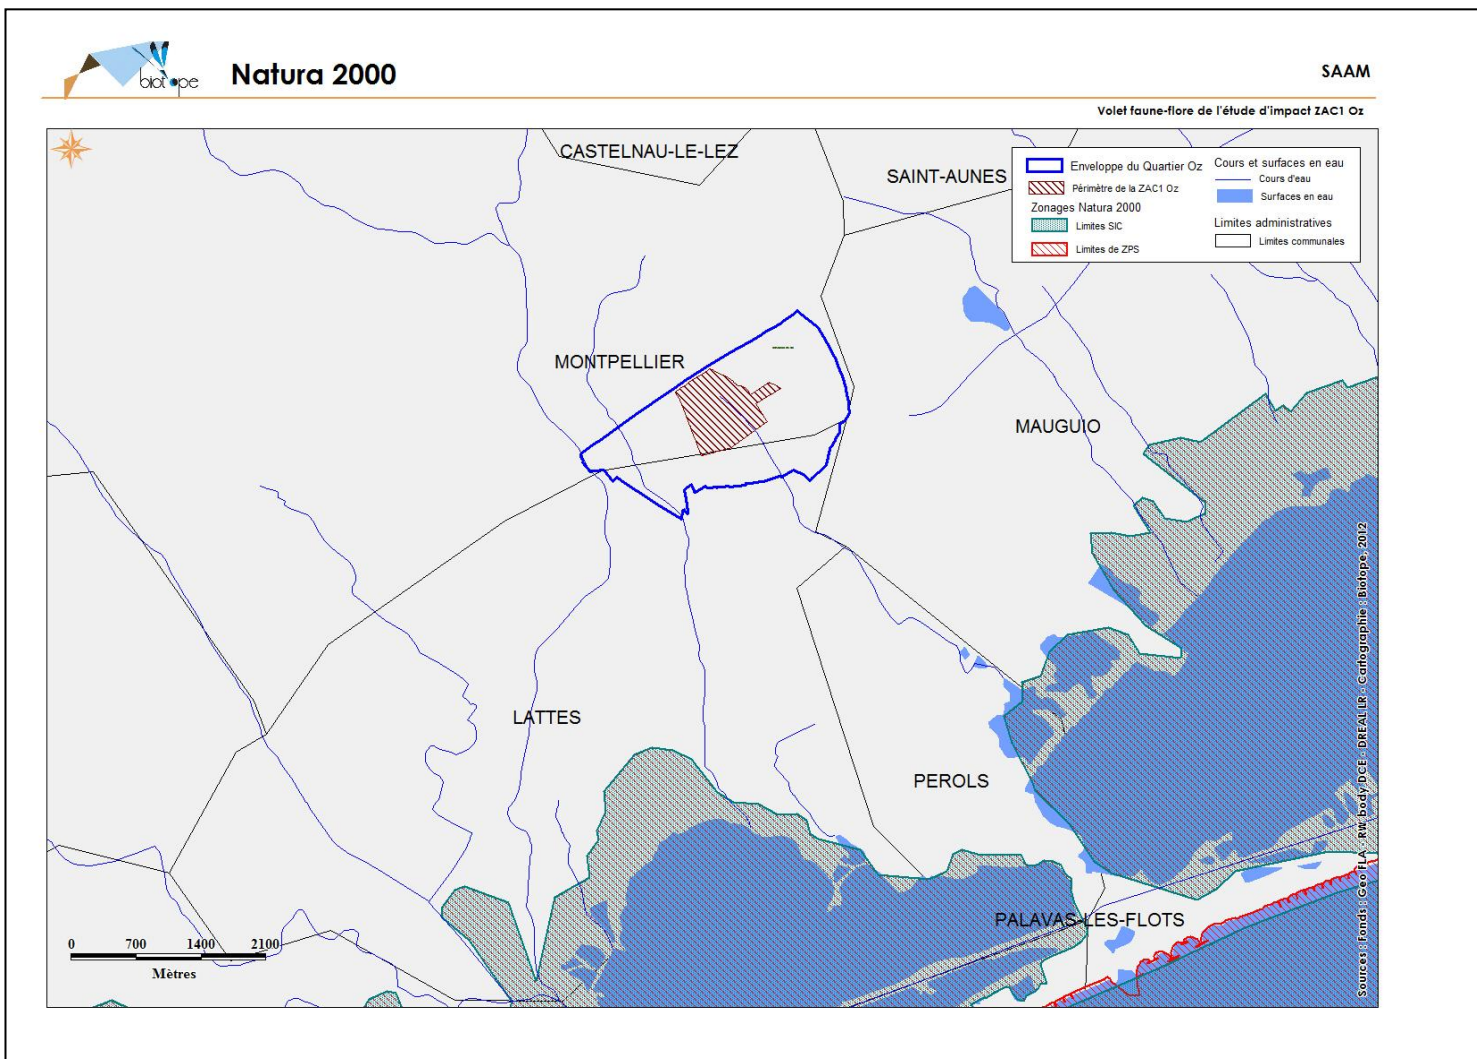 biotope
Natura 2000
SAAM
Volet faune-flore de l'étude d'impact ZAC1 Oz
CASTELNAU-LE-LEZ
SAINT-AUNES
Enveloppe du Quartier Oz
Périmètre de la ZAC1 Oz
Zonages Natura 2000
Limites SIC
Limites de ZPS
Cours et surfaces en eau
Cours d'eau
Surfaces en eau
Limites administratives
Limites communales
MONTPELLIER
MAUGUIO
LATTES
PEROLS
PALAVAS-LES-FLOTS
0 700 1400 2100
Mètres
Sources : Fonds : Geo FLA - RW body DCE - DREAL LR - Cartographie : Biotope, 2012